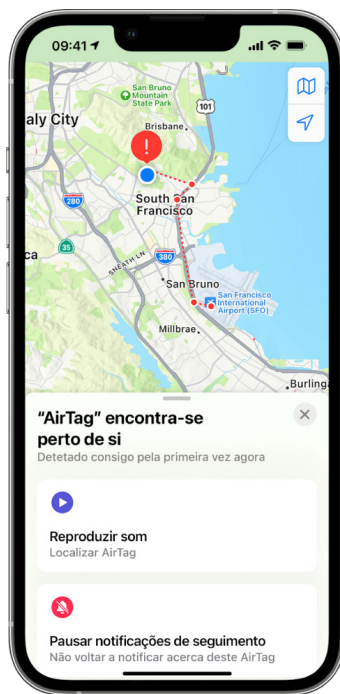 09:41
San Bruno
Mountain
State Park
101
aly City
Brisbane
South San
Francisco
280
35
ca
SNEATH LN
380
San Bruno
San Francisco
International
Airport (SFO)
Millbrae
Burling
“AirTag” encontra-se
perto de si
Detetado consigo pela primeira vez agora
Reproduzir som
Localizar AirTag
Pausar notificações de seguimento
Não voltar a notificar acerca deste AirTag